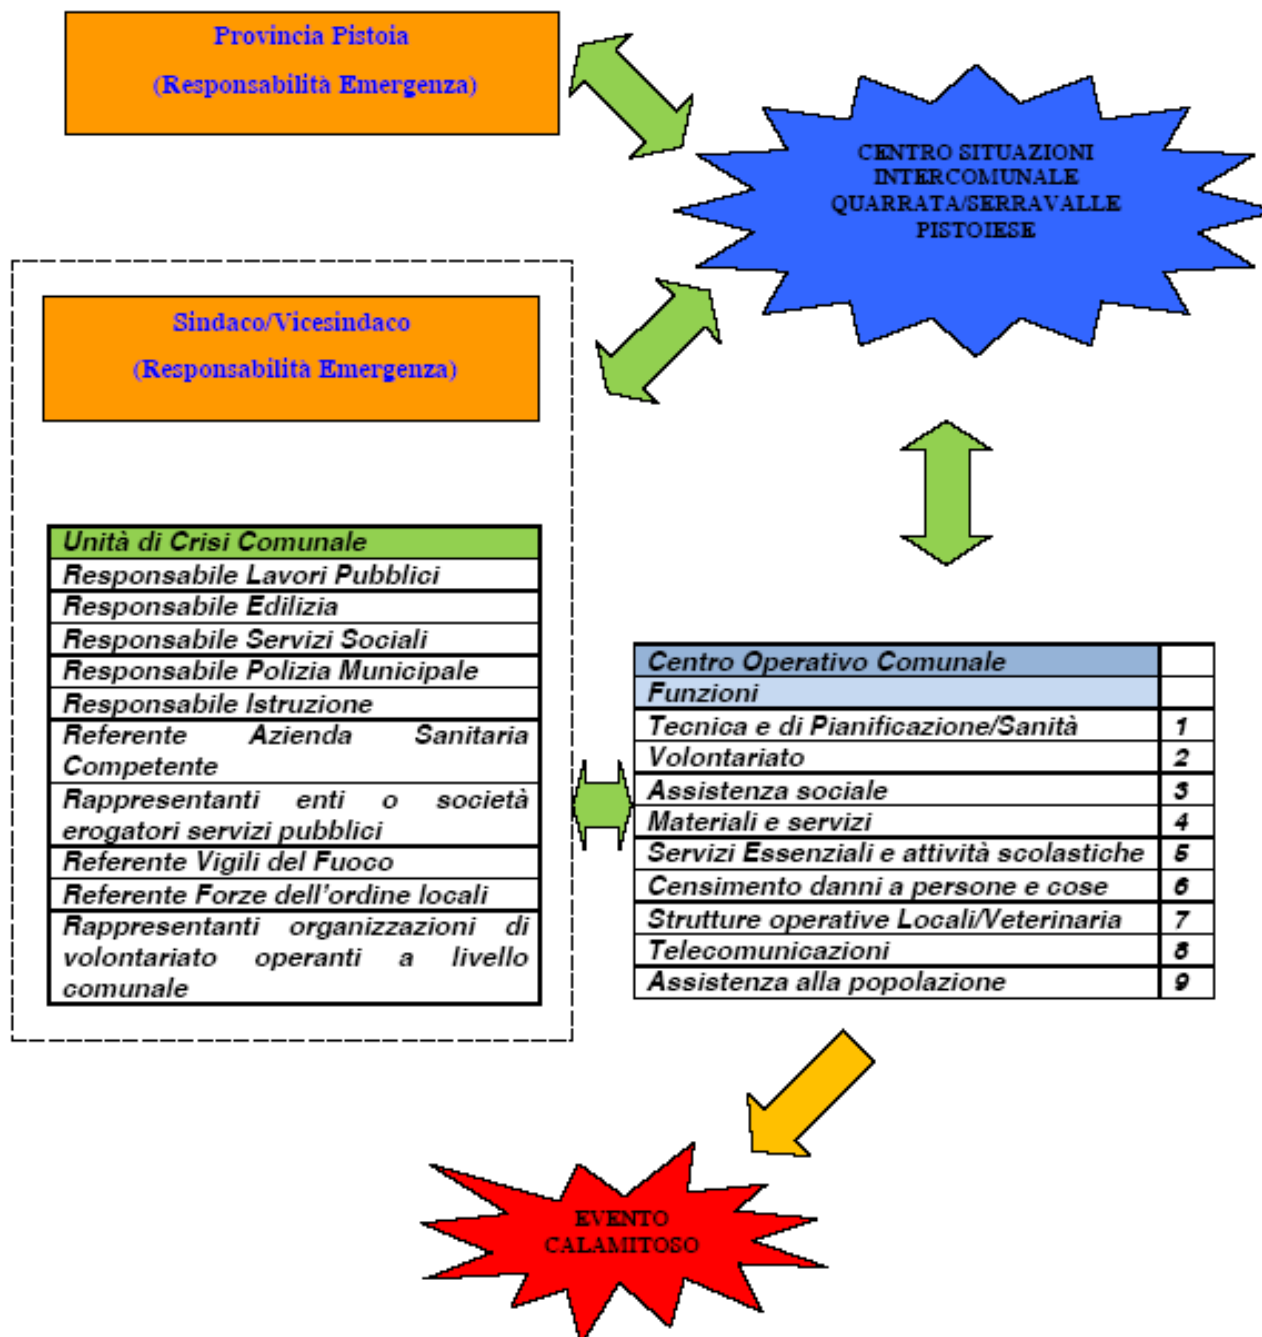 Provincia Pistoia
(Responsabilità Emergenza)
CENTRO SITUAZIONI
INTERCOMUNALE
QUARRATA/SERRAVALLE
PISTOIESE
Sindaco/Vicesindaco
(Responsabilità Emergenza)
Unità di Crisi Comunale
Responsabile Lavori Pubblici
Responsabile Edilizia
Responsabile Servizi Sociali
Responsabile Polizia Municipale
Responsabile Istruzione
Referente Azienda Sanitaria
Competente
Rappresentanti enti o società
erogatori servizi pubblici
Referente Vigili del Fuoco
Referente Forze dell'ordine locali
Rappresentanti organizzazioni di
volontariato operanti a livello
comunale
Centro Operativo Comunale
Funzioni
Tecnica e di Pianificazione/Sanità 1
Volontariato 2
Assistenza sociale 3
Materiali e servizi 4
Servizi Essenziali e attività scolastiche 5
Censimento danni a persone e cose 6
Strutture operative Locali/Veterinaria 7
Telecomunicazioni 8
Assistenza alla popolazione 9
EVENTO
CALAMITOSO